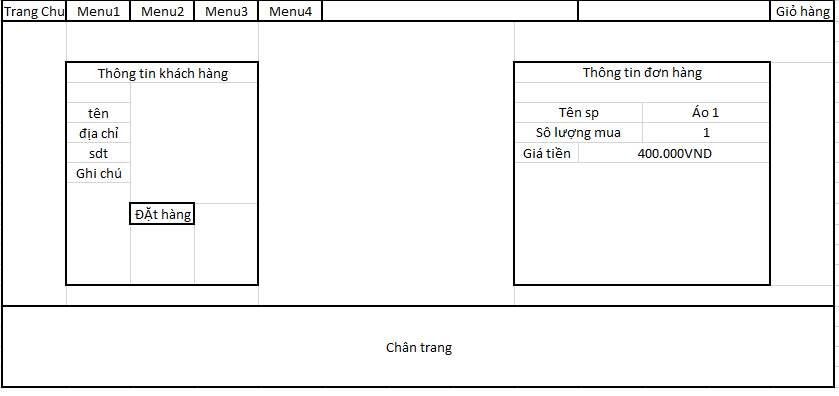 Trang Chu Menu1 Menu2 Menu3 Menu4 Giỏ hàng
Thông tin khách hàng
tên
địa chỉ
sdt
Ghi chú
ĐẶt hàng
Thông tin đơn hàng
Tên sp Áo 1
Sô lượng mua 1
Giá tiền 400.000VND
Chân trang